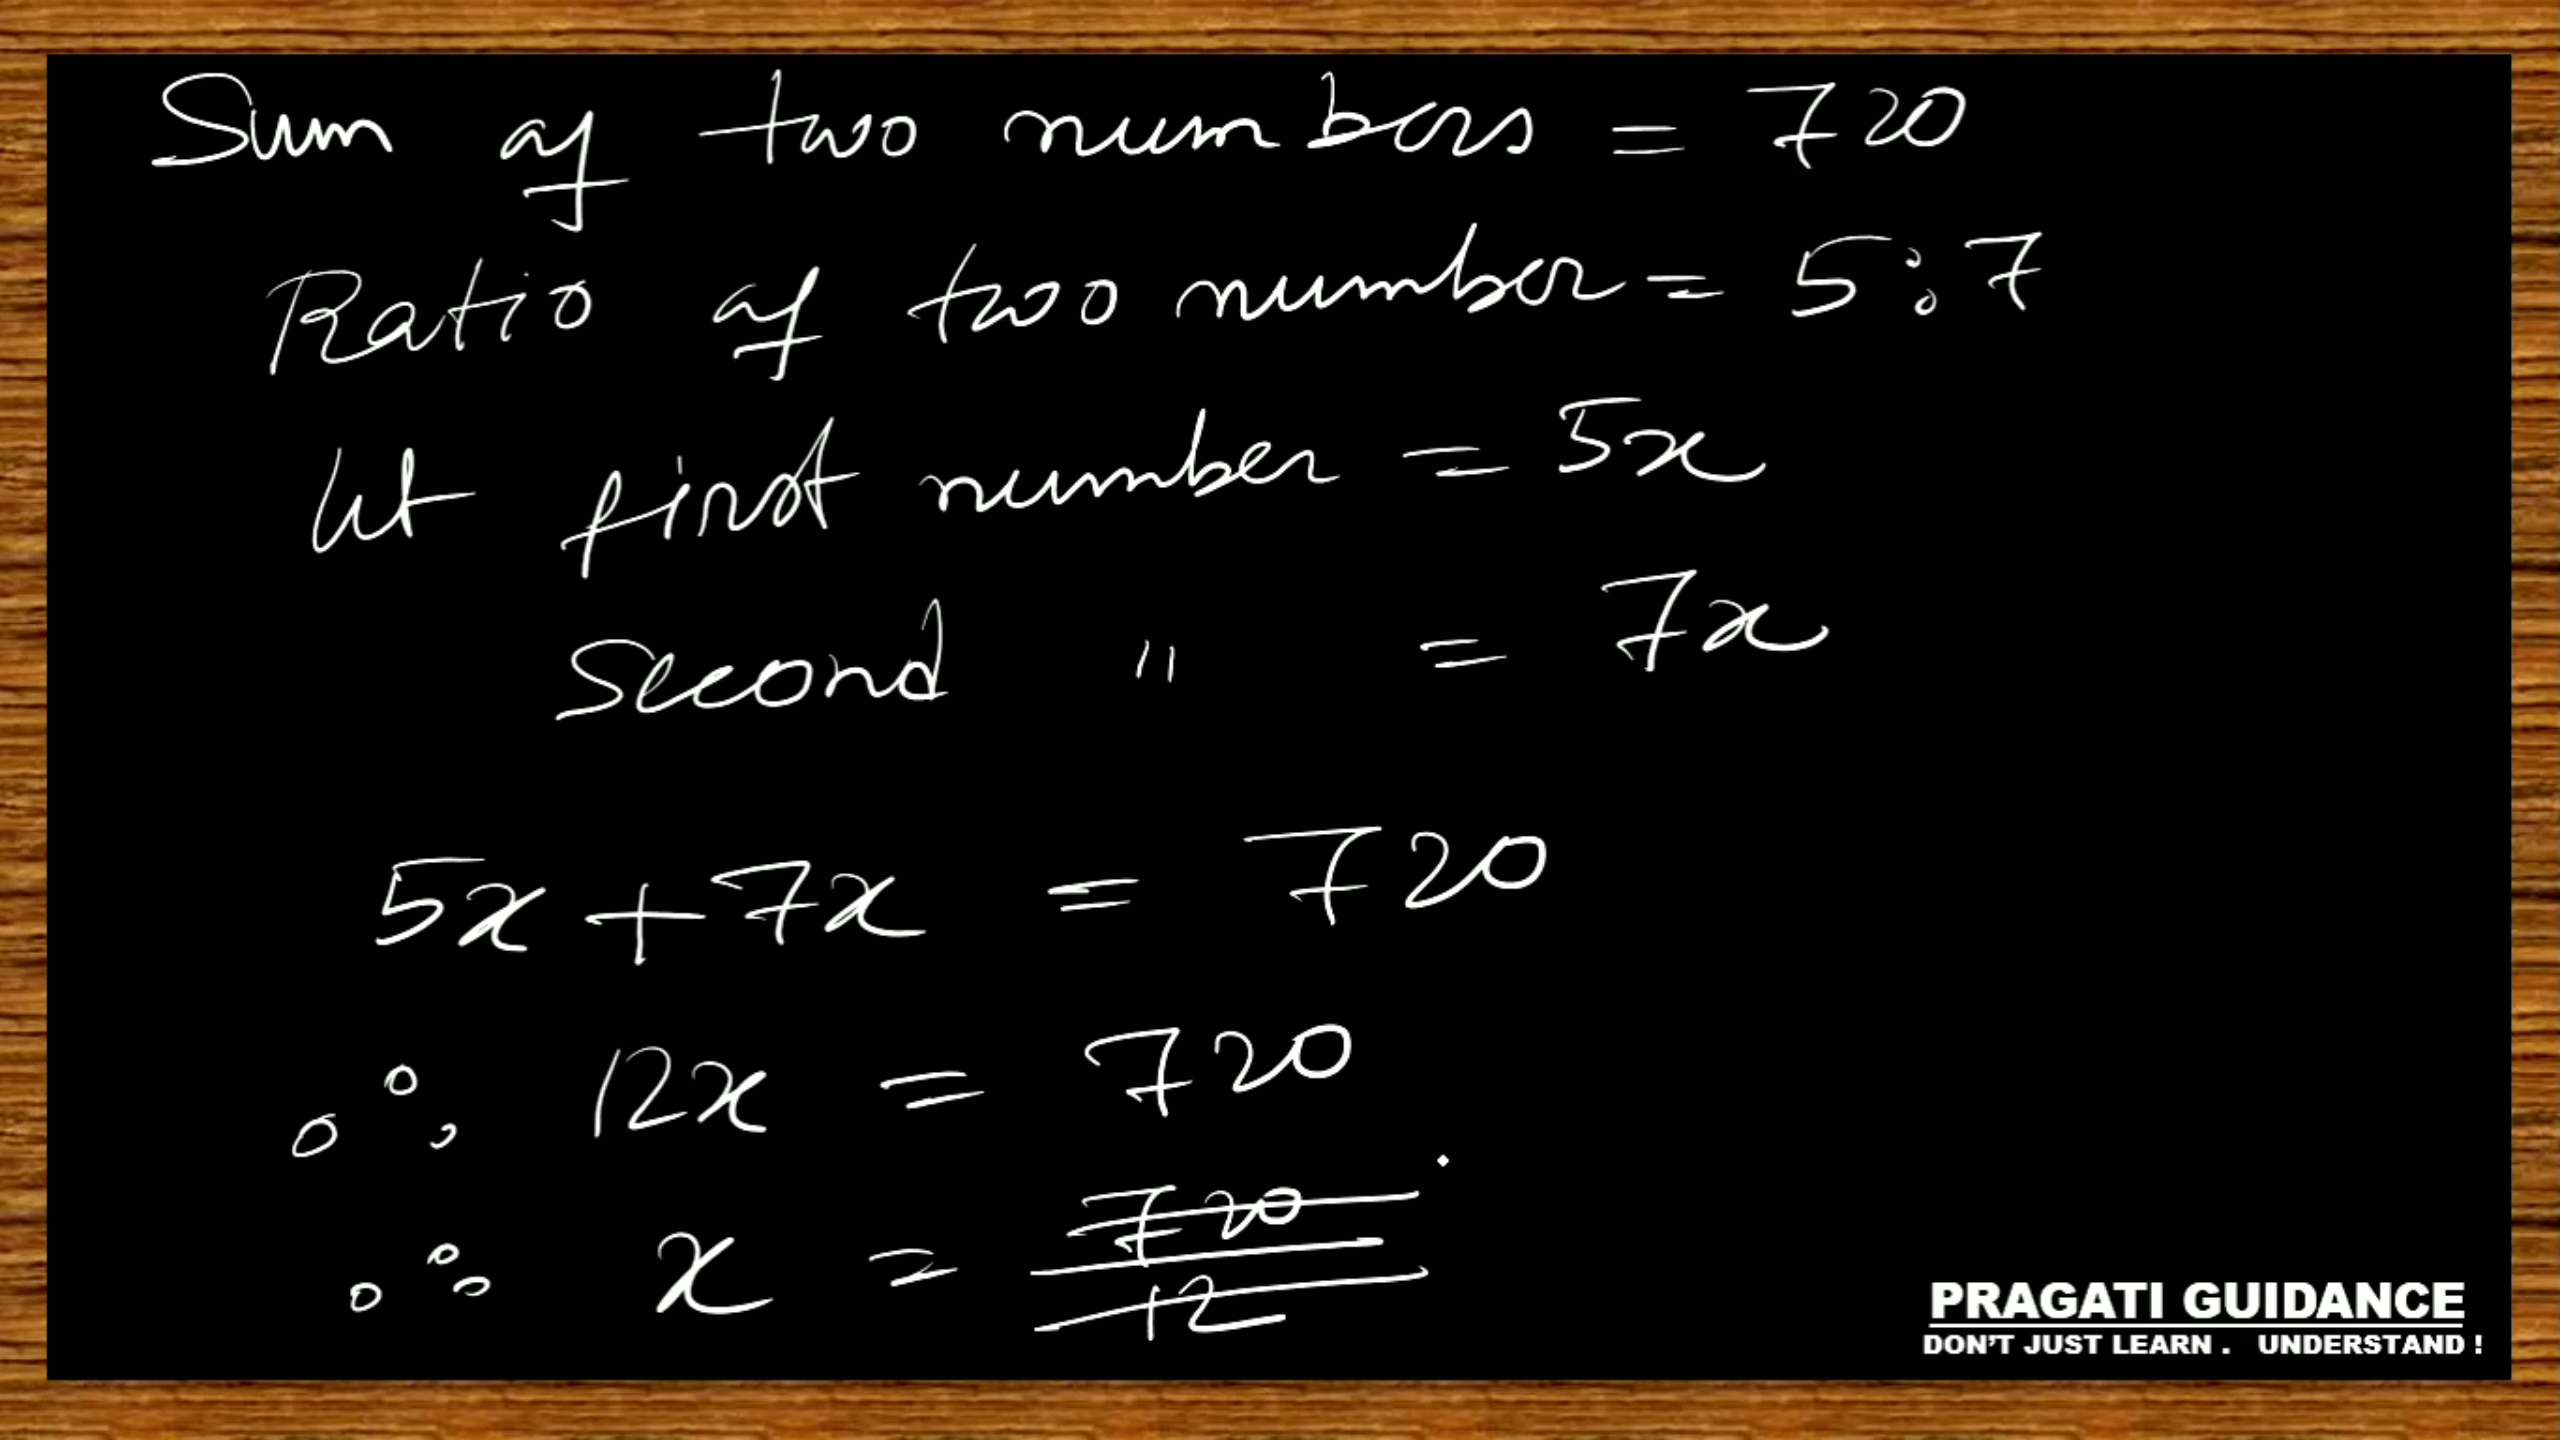 Sum of two numbers = 720
Ratio of two number = 5:7
let first number = 5x
Second " = 7x
5x + 7x = 720
∴ 12x = 720
∴ x = 720/12
PRAGATI GUIDANCE
DON'T JUST LEARN. UNDERSTAND!